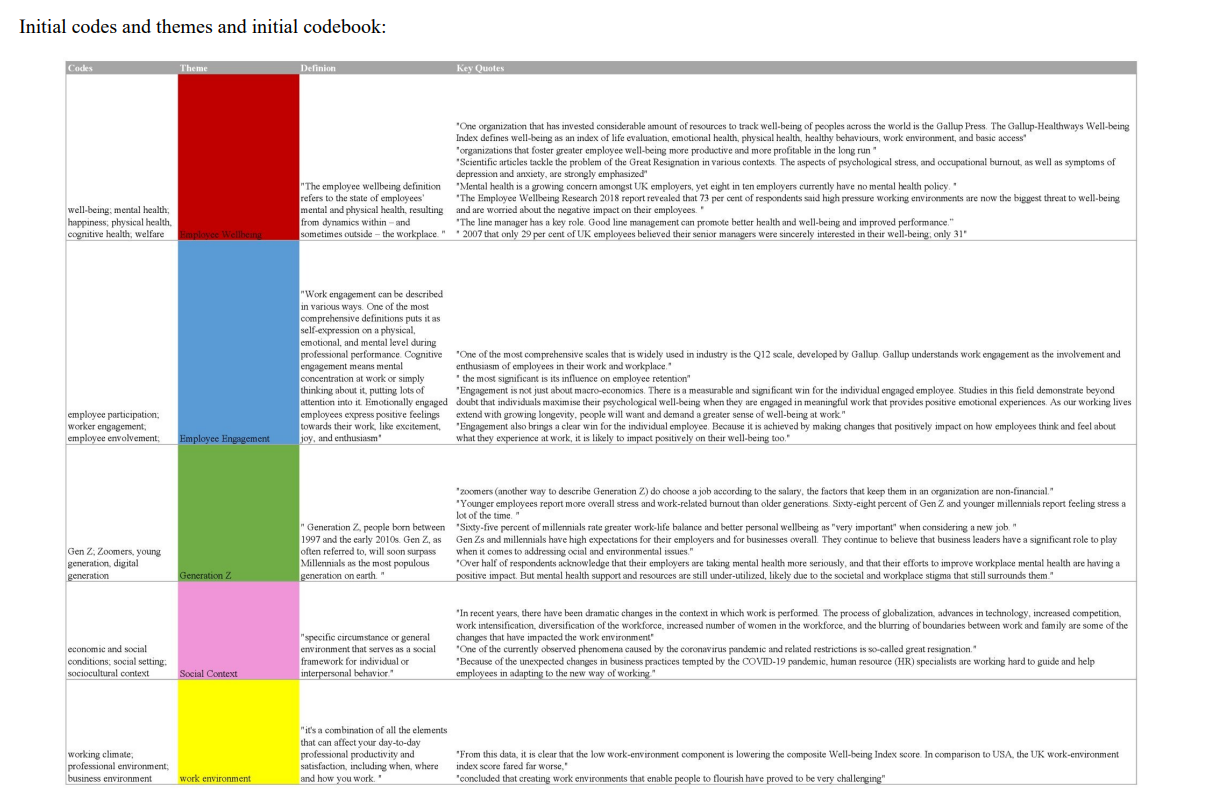 Initial codes and themes and initial codebook:
Codes
Theme
Definion
Key Quotes
well-being; mental health;
happiness; physical health,
cognitive health; welfare
Employee Wellbeing
"The employee wellbeing definition
refers to the state of employees'
mental and physical health, resulting
from dynamics within – and
sometimes outside – the workplace. "
"One organization that has invested considerable amount of resources to track well-being of peoples across the world is the Gallup Press. The Gallup-Healthways Well-being
Index defines well-being as an index of life evaluation, emotional health, physical health, healthy behaviours, work environment, and basic access"
"organizations that foster greater employee well-being more productive and more profitable in the long run "
"Scientific articles tackle the problem of the Great Resignation in various contexts. The aspects of psychological stress, and occupational burnout, as well as symptoms of
depression and anxiety, are strongly emphasized"
"Mental health is a growing concern amongst UK employers, yet eight in ten employers currently have no mental health policy. "
"The Employee Wellbeing Research 2018 report revealed that 73 per cent of respondents said high pressure working environments are now the biggest threat to well-being
and are worried about the negative impact on their employees. "
"The line manager has a key role. Good line management can promote better health and well-being and improved performance."
" 2007 that only 29 per cent of UK employees believed their senior managers were sincerely interested in their well-being; only 31"
employee participation;
worker engagement;
employee envolvement;
Employee Engagement
"Work engagement can be described
in various ways. One of the most
comprehensive definitions puts it as
self-expression on a physical,
emotional, and mental level during
professional performance. Cognitive
engagement means mental
concentration at work or simply
thinking about it, putting lots of
attention into it. Emotionally engaged
employees express positive feelings
towards their work, like excitement,
joy, and enthusiasm"
"One of the most comprehensive scales that is widely used in industry is the Q12 scale, developed by Gallup. Gallup understands work engagement as the involvement and
enthusiasm of employees in their work and workplace."
" the most significant is its influence on employee retention"
"Engagement is not just about macro-economics. There is a measurable and significant win for the individual engaged employee. Studies in this field demonstrate beyond
doubt that individuals maximise their psychological well-being when they are engaged in meaningful work that provides positive emotional experiences. As our working lives
extend with growing longevity, people will want and demand a greater sense of well-being at work."
"Engagement also brings a clear win for the individual employee. Because it is achieved by making changes that positively impact on how employees think and feel about
what they experience at work, it is likely to impact positively on their well-being too."
Gen Z; Zoomers, young
generation, digital
generation
Generation Z
" Generation Z, people born between
1997 and the early 2010s. Gen Z, as
often referred to, will soon surpass
Millennials as the most populous
generation on earth. "
"zoomers (another way to describe Generation Z) do choose a job according to the salary, the factors that keep them in an organization are non-financial."
"Younger employees report more overall stress and work-related burnout than older generations. Sixty-eight percent of Gen Z and younger millennials report feeling stress a
lot of the time. "
"Sixty-five percent of millennials rate greater work-life balance and better personal wellbeing as "very important" when considering a new job. "
Gen Zs and millennials have high expectations for their employers and for businesses overall. They continue to believe that business leaders have a significant role to play
when it comes to addressing ocial and environmental issues."
"Over half of respondents acknowledge that their employers are taking mental health more seriously, and that their efforts to improve workplace mental health are having a
positive impact. But mental health support and resources are still under-utilized, likely due to the societal and workplace stigma that still surrounds them."
economic and social
conditions; social setting;
sociocultural context
Social Context
"specific circumstance or general
environment that serves as a social
framework for individual or
interpersonal behavior."
"In recent years, there have been dramatic changes in the context in which work is performed. The process of globalization, advances in technology, increased competition,
work intensification, diversification of the workforce, increased number of women in the workforce, and the blurring of boundaries between work and family are some of the
changes that have impacted the work environment"
"One of the currently observed phenomena caused by the coronavirus pandemic and related restrictions is so-called great resignation."
"Because of the unexpected changes in business practices tempted by the COVID-19 pandemic, human resource (HR) specialists are working hard to guide and help
employees in adapting to the new way of working."
working climate;
professional environment;
business environment
work environment
"it's a combination of all the elements
that can affect your day-to-day
professional productivity and
satisfaction, including when, where
and how you work. "
"From this data, it is clear that the low work-environment component is lowering the composite Well-being Index score. In comparison to USA, the UK work-environment
index score fared far worse,"
"concluded that creating work environments that enable people to flourish have proved to be very challenging"